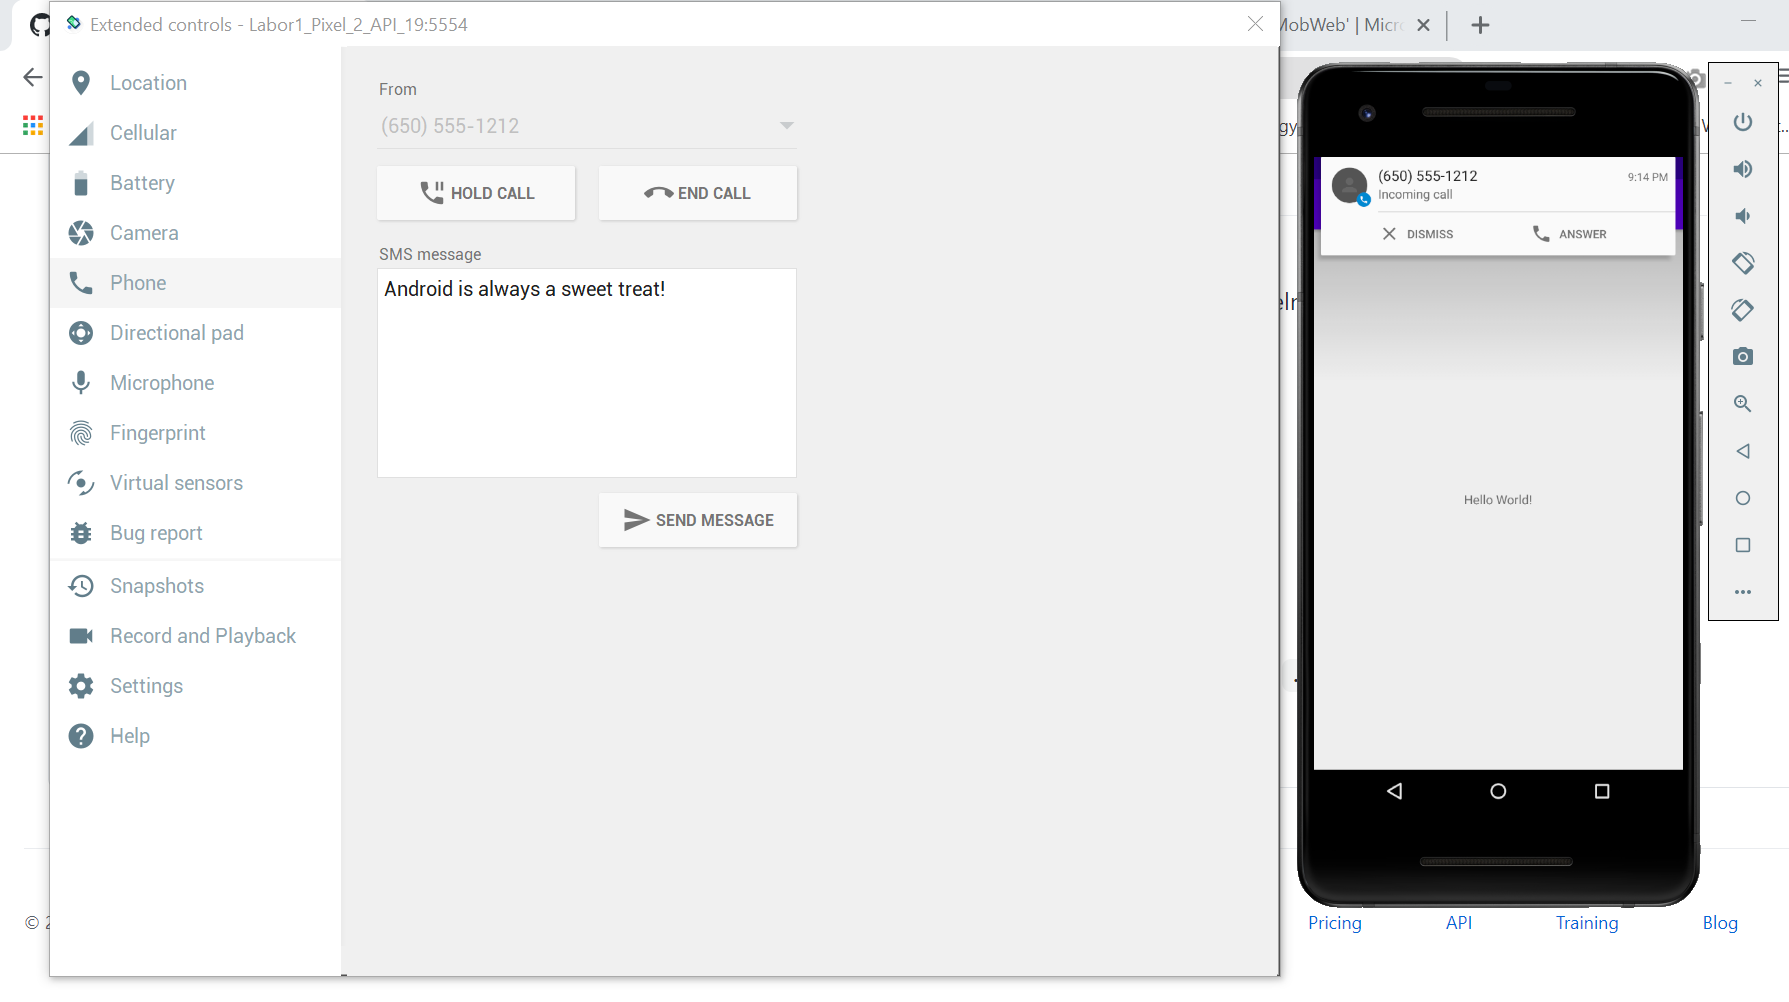 Extended controls - Labor1_Pixel_2_API_19:5554
MobWeb' | Micr
Location
Cellular
Battery
Camera
Phone
Directional pad
Microphone
Fingerprint
Virtual sensors
Bug report
Snapshots
Record and Playback
Settings
Help
From
(650) 555-1212
HOLD CALL
END CALL
SMS message
Android is always a sweet treat!
SEND MESSAGE
(650) 555-1212
9:14 PM
Incoming call
DISMISS
ANSWER
Hello World!
©
Pricing
API
Training
Blog